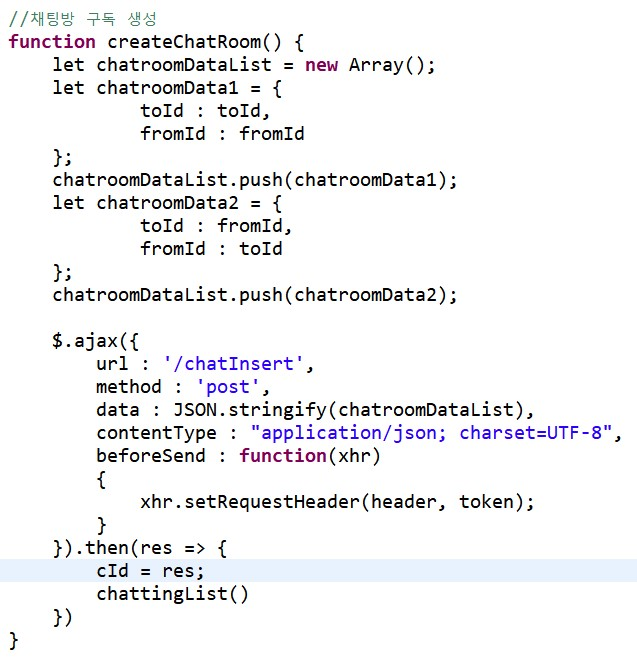 //채팅방 구독 생성
function createChatRoom() {
    let chatroomDataList = new Array();
    let chatroomData1 = {
            toId : toId,
            fromId : fromId
    };
    chatroomDataList.push(chatroomData1);
    let chatroomData2 = {
            toId : fromId,
            fromId : toId
    };
    chatroomDataList.push(chatroomData2);

    $.ajax({
        url : '/chatInsert',
        method : 'post',
        data : JSON.stringify(chatroomDataList),
        contentType : "application/json; charset=UTF-8",
        beforeSend : function(xhr)
        {
            xhr.setRequestHeader(header, token);
        }
    }).then(res => {
        cId = res;
        chattingList()
    })
}